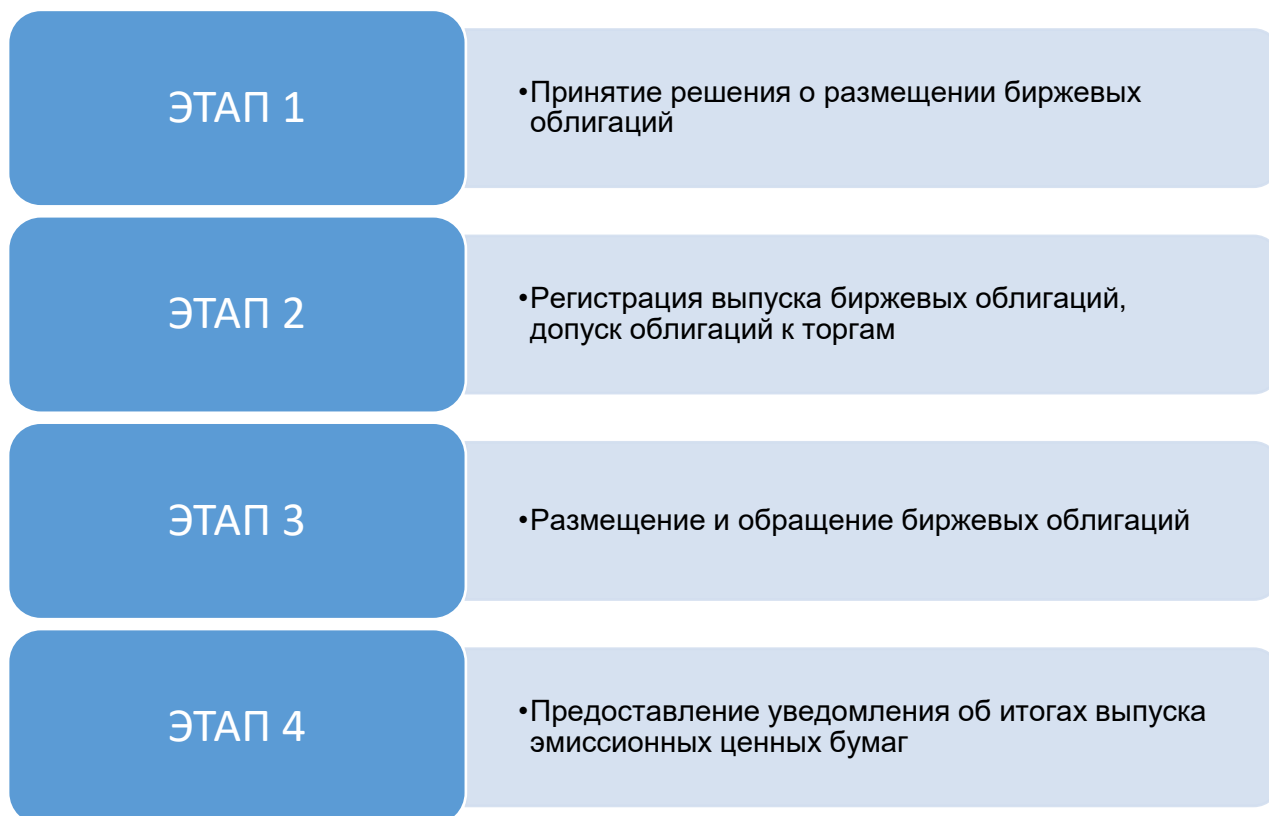 ЭТАП 1
•Принятие решения о размещении биржевых
облигаций
ЭТАП 2
•Регистрация выпуска биржевых облигаций,
допуск облигаций к торгам
ЭТАП 3
•Размещение и обращение биржевых облигаций
ЭТАП 4
•Предоставление уведомления об итогах выпуска
эмиссионных ценных бумаг